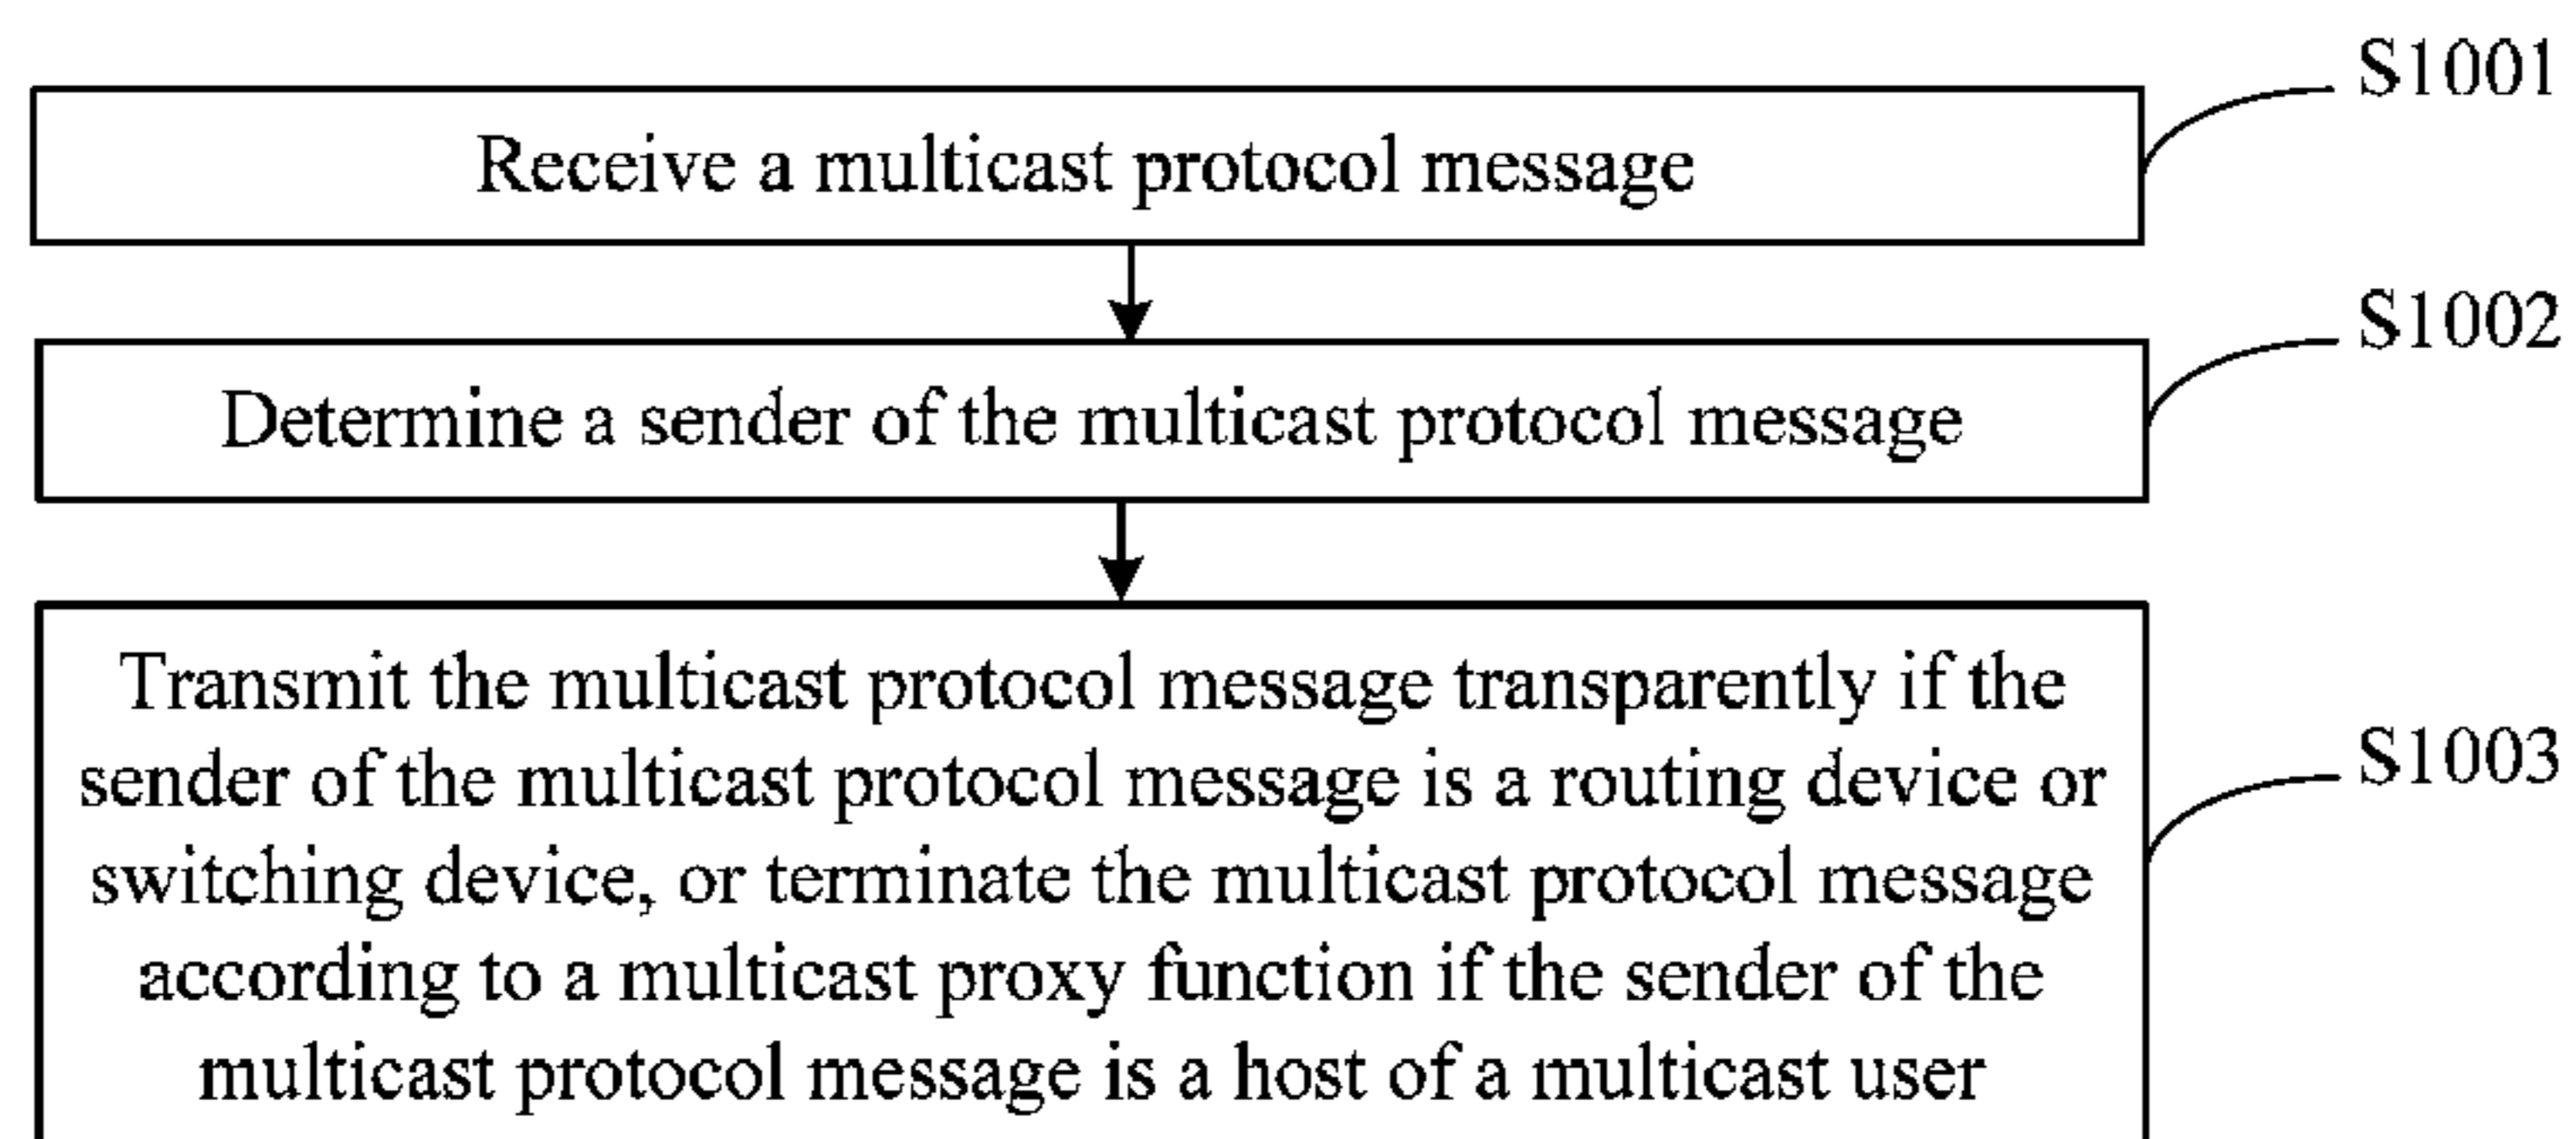 S1001
Receive a multicast protocol message
S1002
Determine a sender of the multicast protocol message
Transmit the multicast protocol message transparently if the
sender of the multicast protocol message is a routing device or
switching device, or terminate the multicast protocol message
according to a multicast proxy function if the sender of the
multicast protocol message is a host of a multicast user
S1003